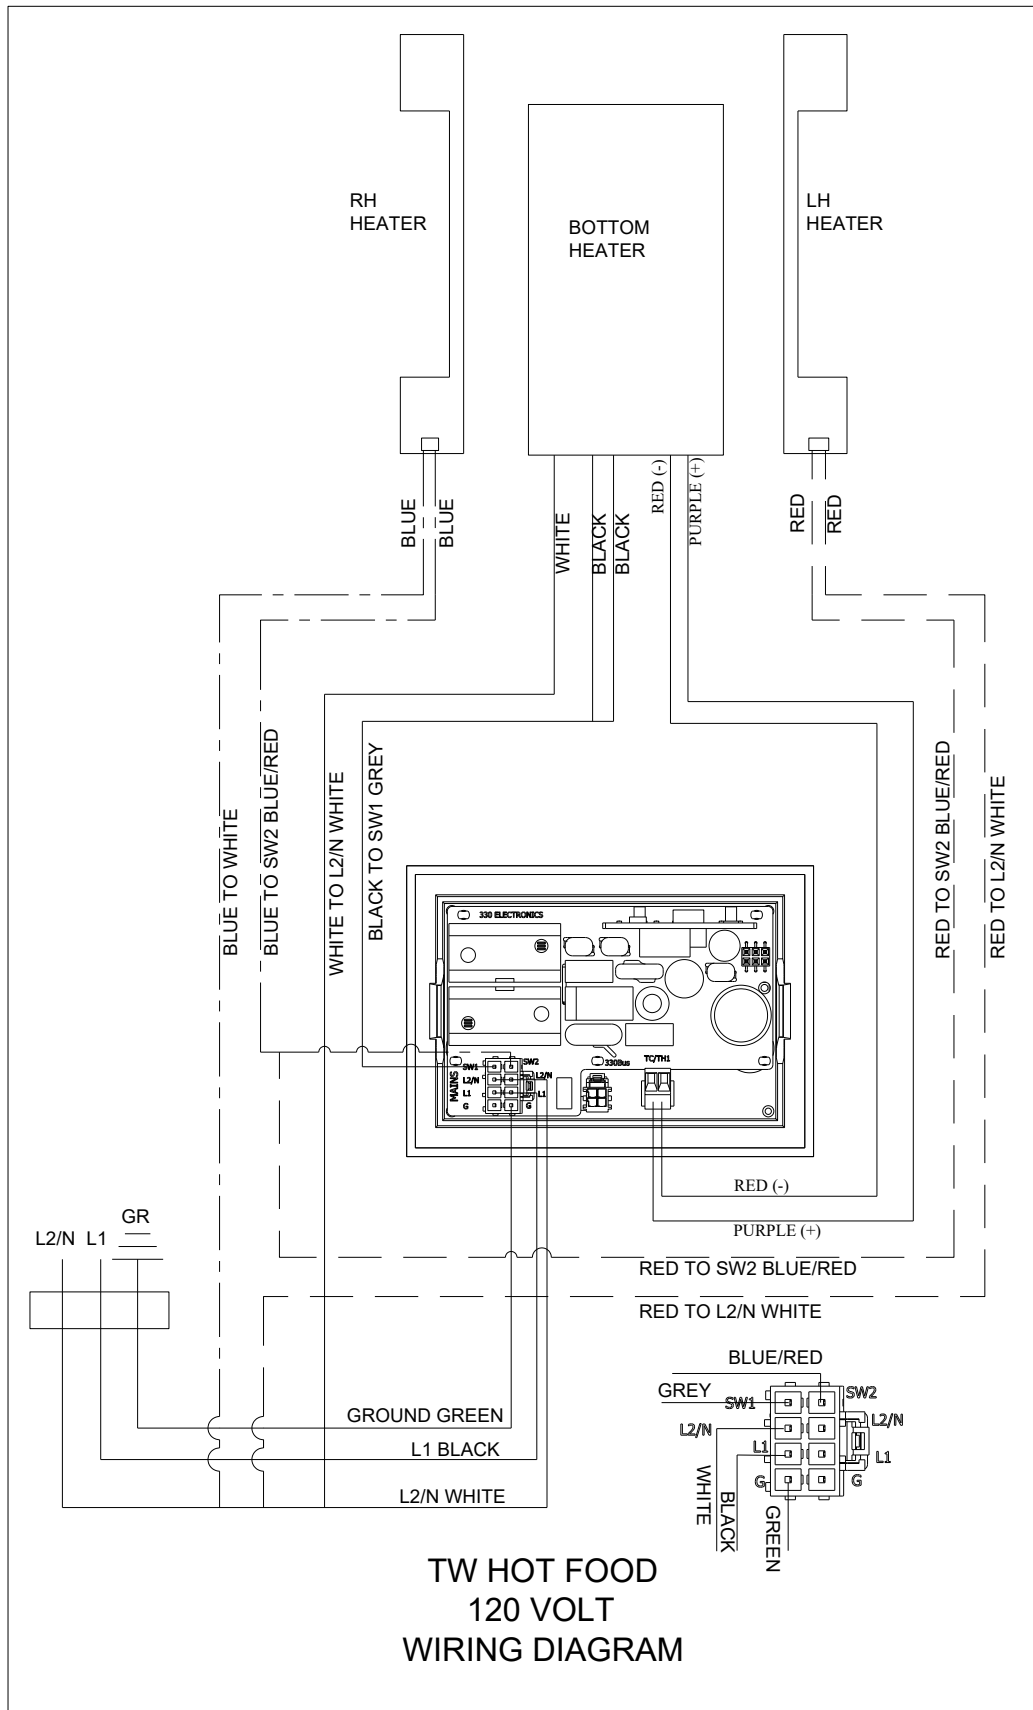 RH
HEATER
BOTTOM
HEATER
LH
HEATER
BLUE
BLUE
WHITE
BLACK
BLACK
RED (-)
PURPLE (+)
RED
RED
BLUE TO WHITE
BLUE TO SW2 BLUE/RED
WHITE TO L2/N WHITE
BLACK TO SW1 GREY
RED TO SW2 BLUE/RED
RED TO L2/N WHITE
330 ELECTRONICS
MAINS
SW1
SW2
L2/N
L2/N
L1
L1
G
G
330Bus
TC/TH1
RED (-)
PURPLE (+)
RED TO SW2 BLUE/RED
RED TO L2/N WHITE
L2/N
L1
GR
GROUND GREEN
L1 BLACK
L2/N WHITE
BLUE/RED
GREY
SW1
SW2
L2/N
L2/N
L1
L1
G
G
WHITE
BLACK
GREEN
TW HOT FOOD
120 VOLT
WIRING DIAGRAM